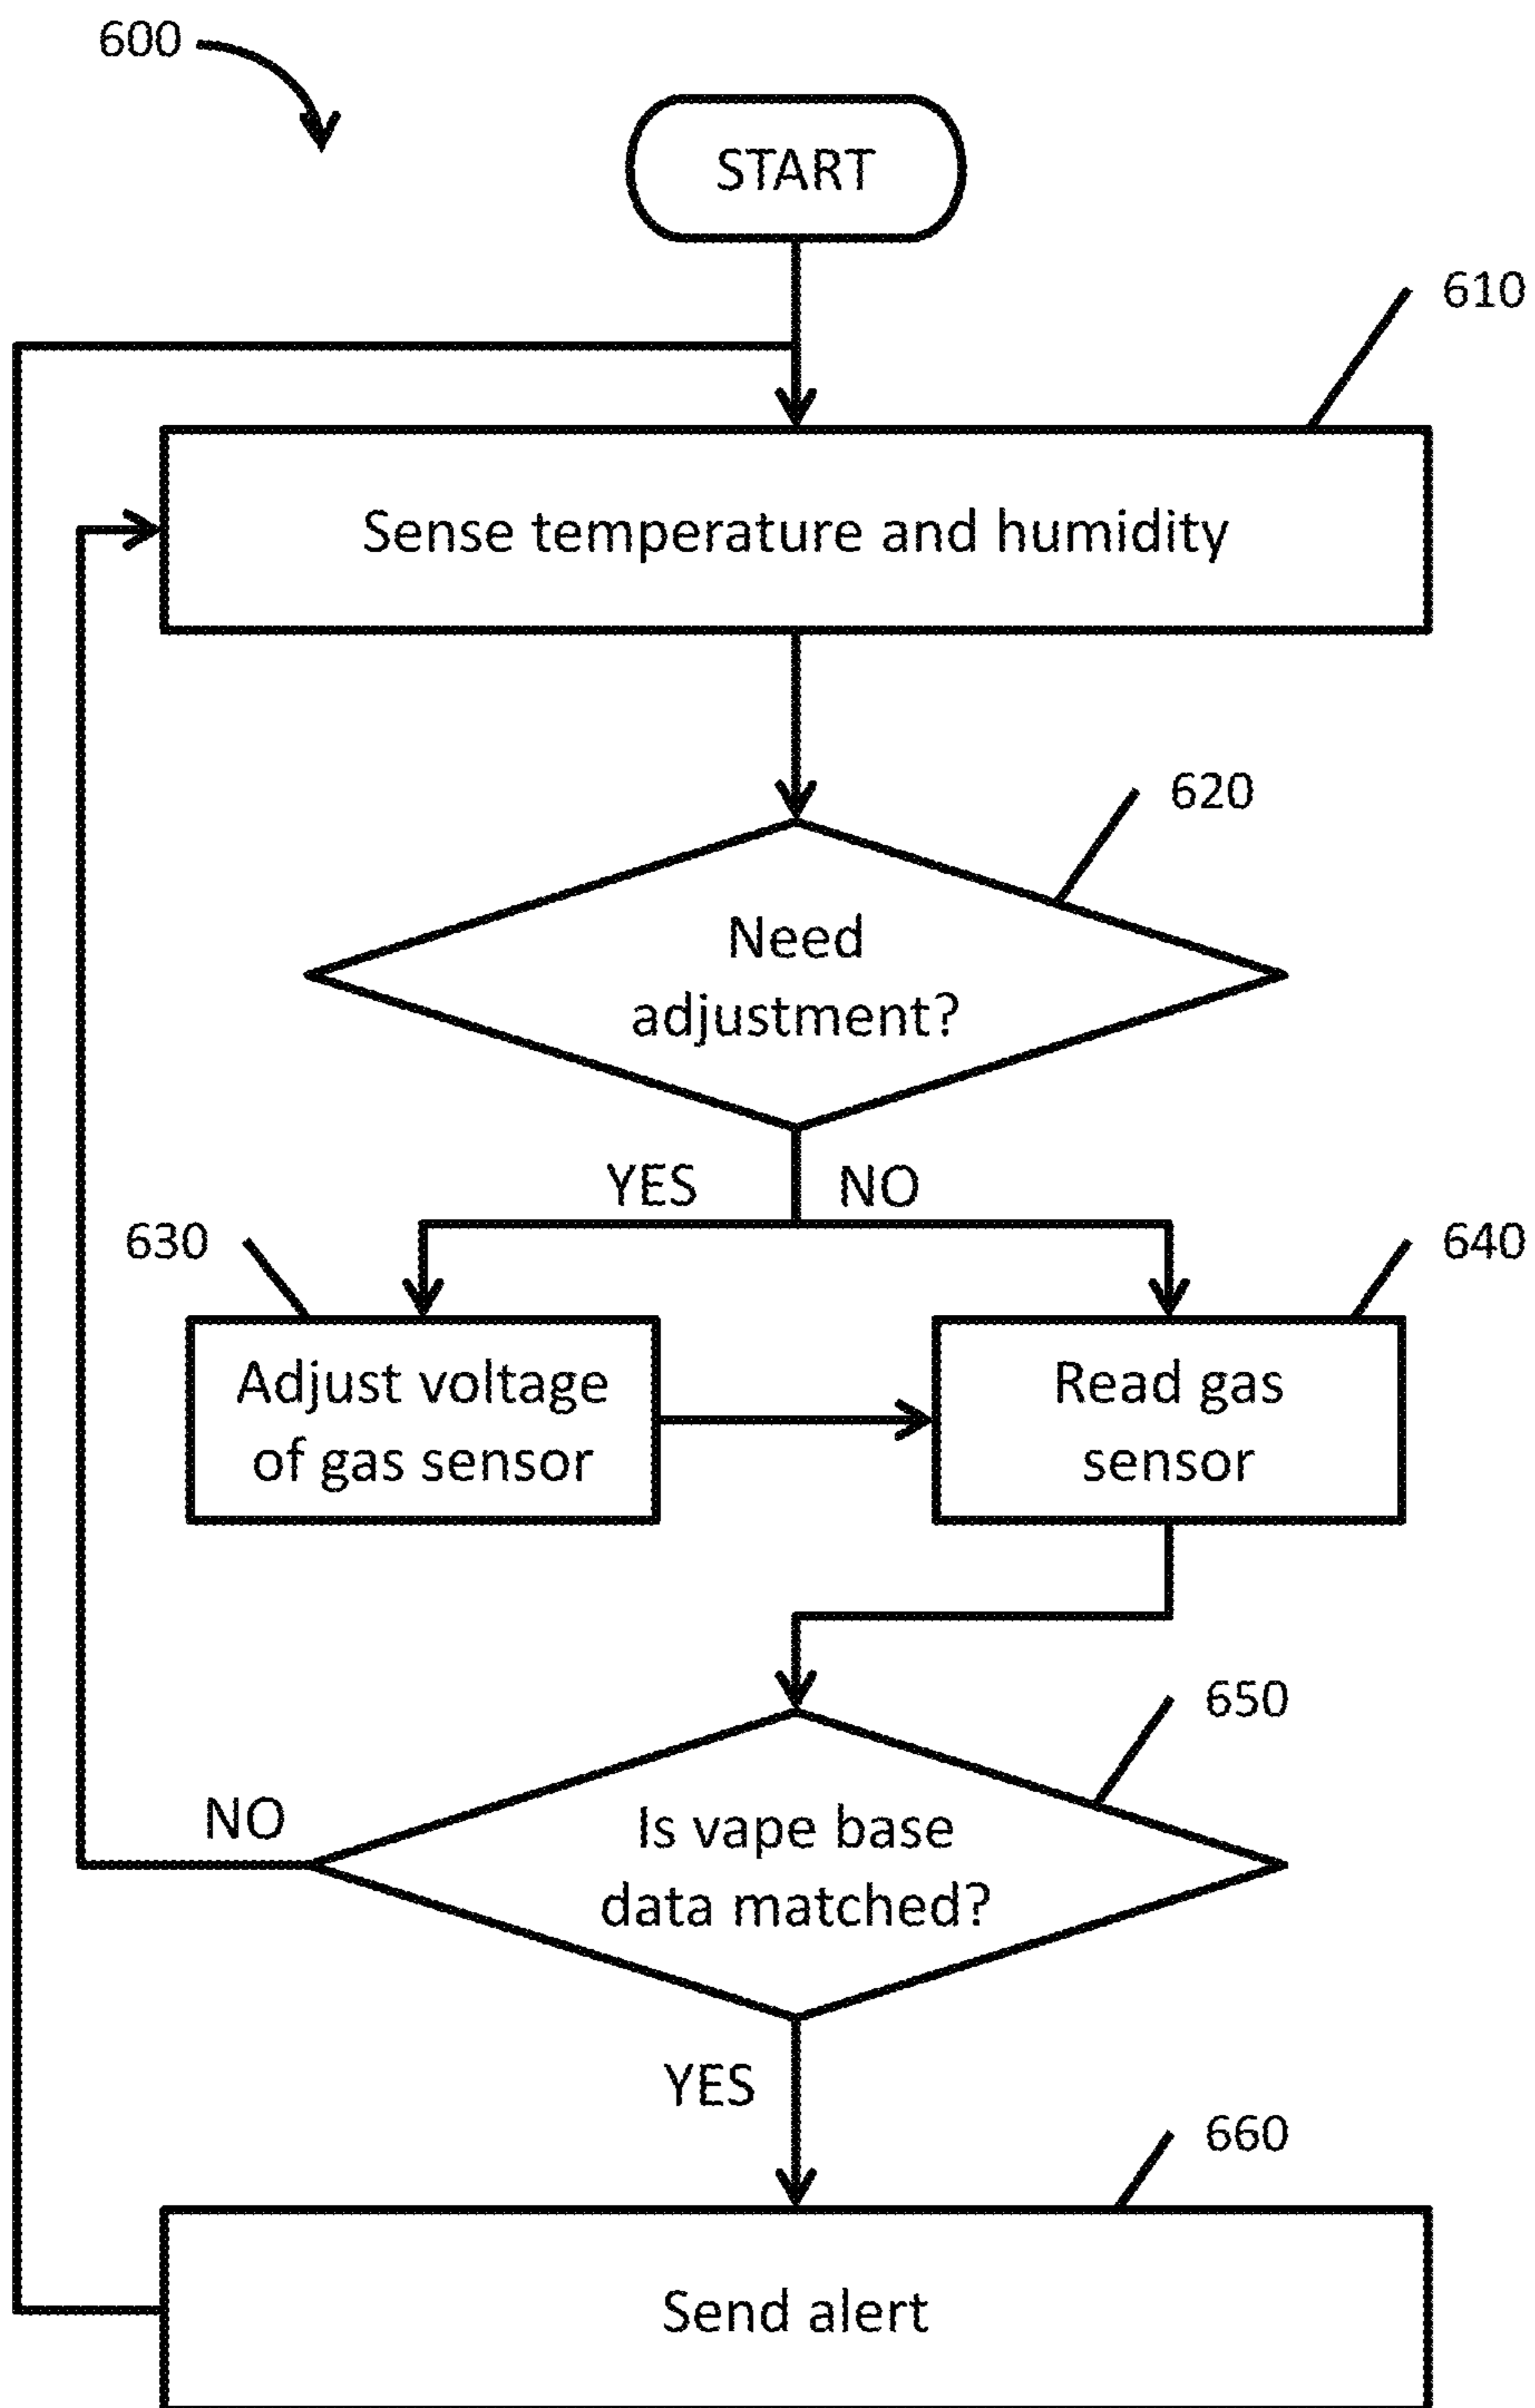 600
START
610
Sense temperature and humidity
620
Need
adjustment?
YES
NO
630
640
Adjust voltage
of gas sensor
Read gas
sensor
650
NO
Is vape base
data matched?
YES
660
Send alert